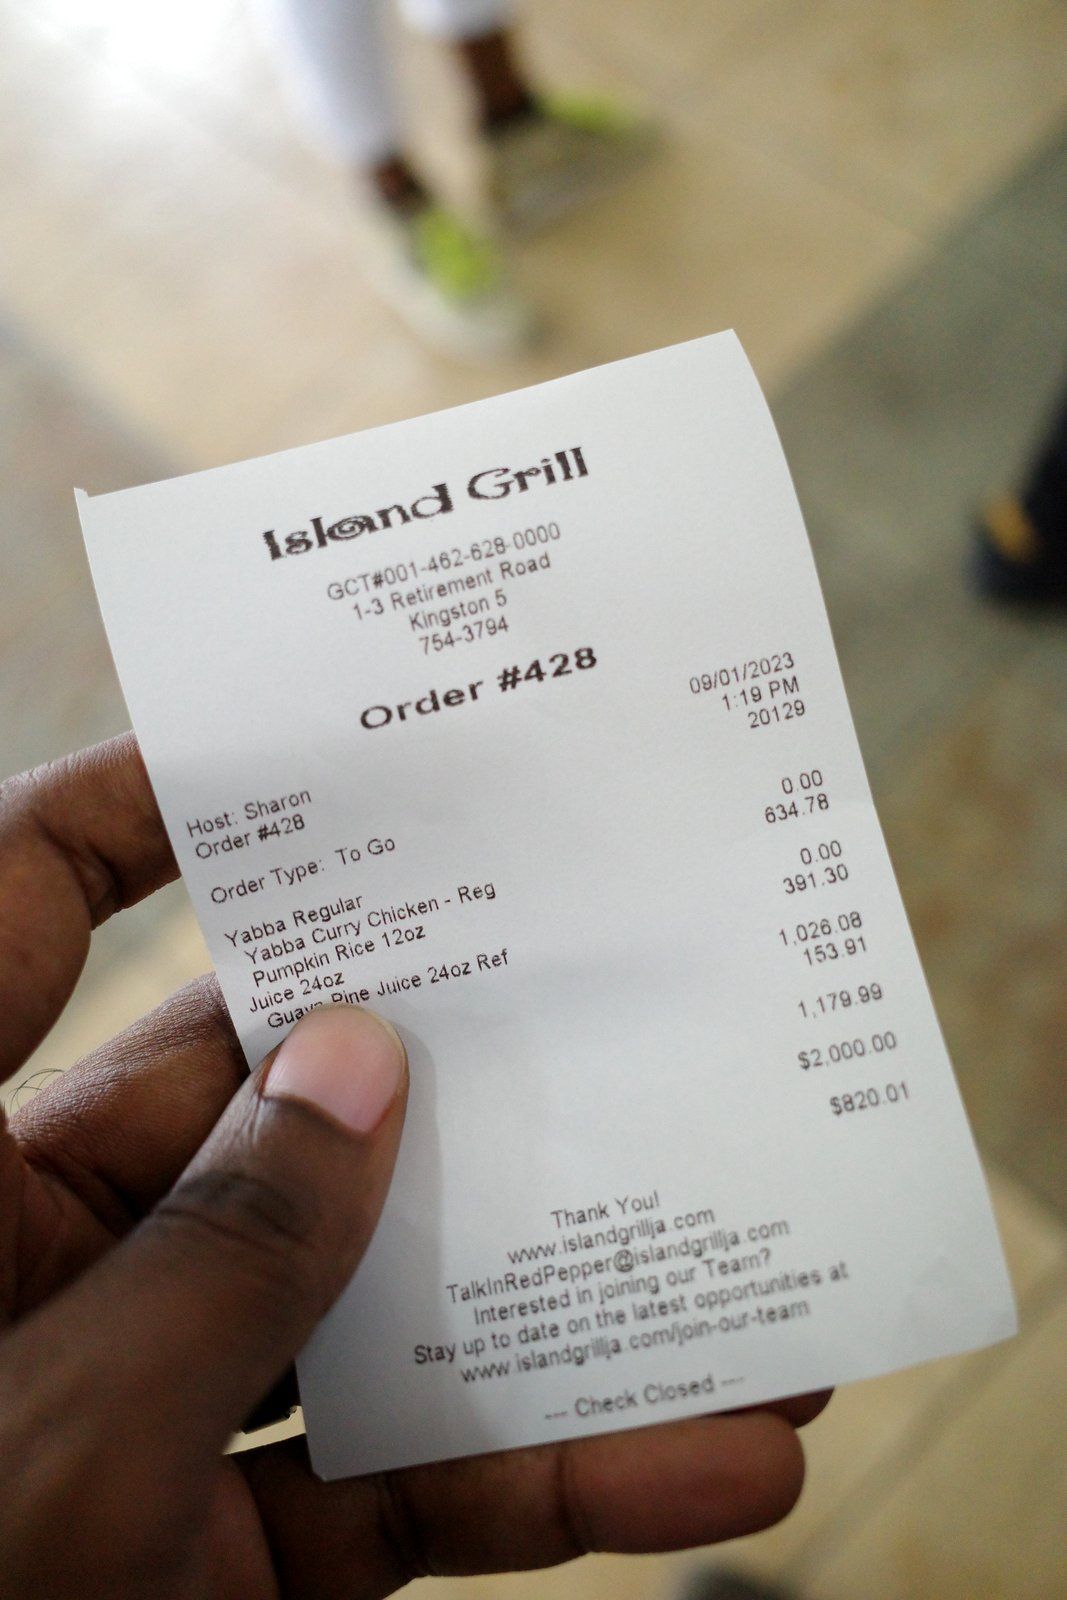 Island Grill
GCT#001-462-628-0000
1-3 Retirement Road
Kingston 5
754-3794
Order #428
09/01/2023
1:19 PM
20129
Host: Sharon
Order #428
Order Type: To Go
Yabba Regular 0.00
Yabba Curry Chicken - Reg 634.78
Pumpkin Rice 12oz
Juice 24oz 0.00
Guava Pine Juice 24oz Ref 391.30
1,026.08
153.91
1,179.99
$2,000.00
$820.01
Thank You!
www.islandgrillja.com
TalkInRedPepper@islandgrillja.com
Interested in joining our Team?
Stay up to date on the latest opportunities at
www.islandgrillja.com/join-our-team
--- Check Closed ---